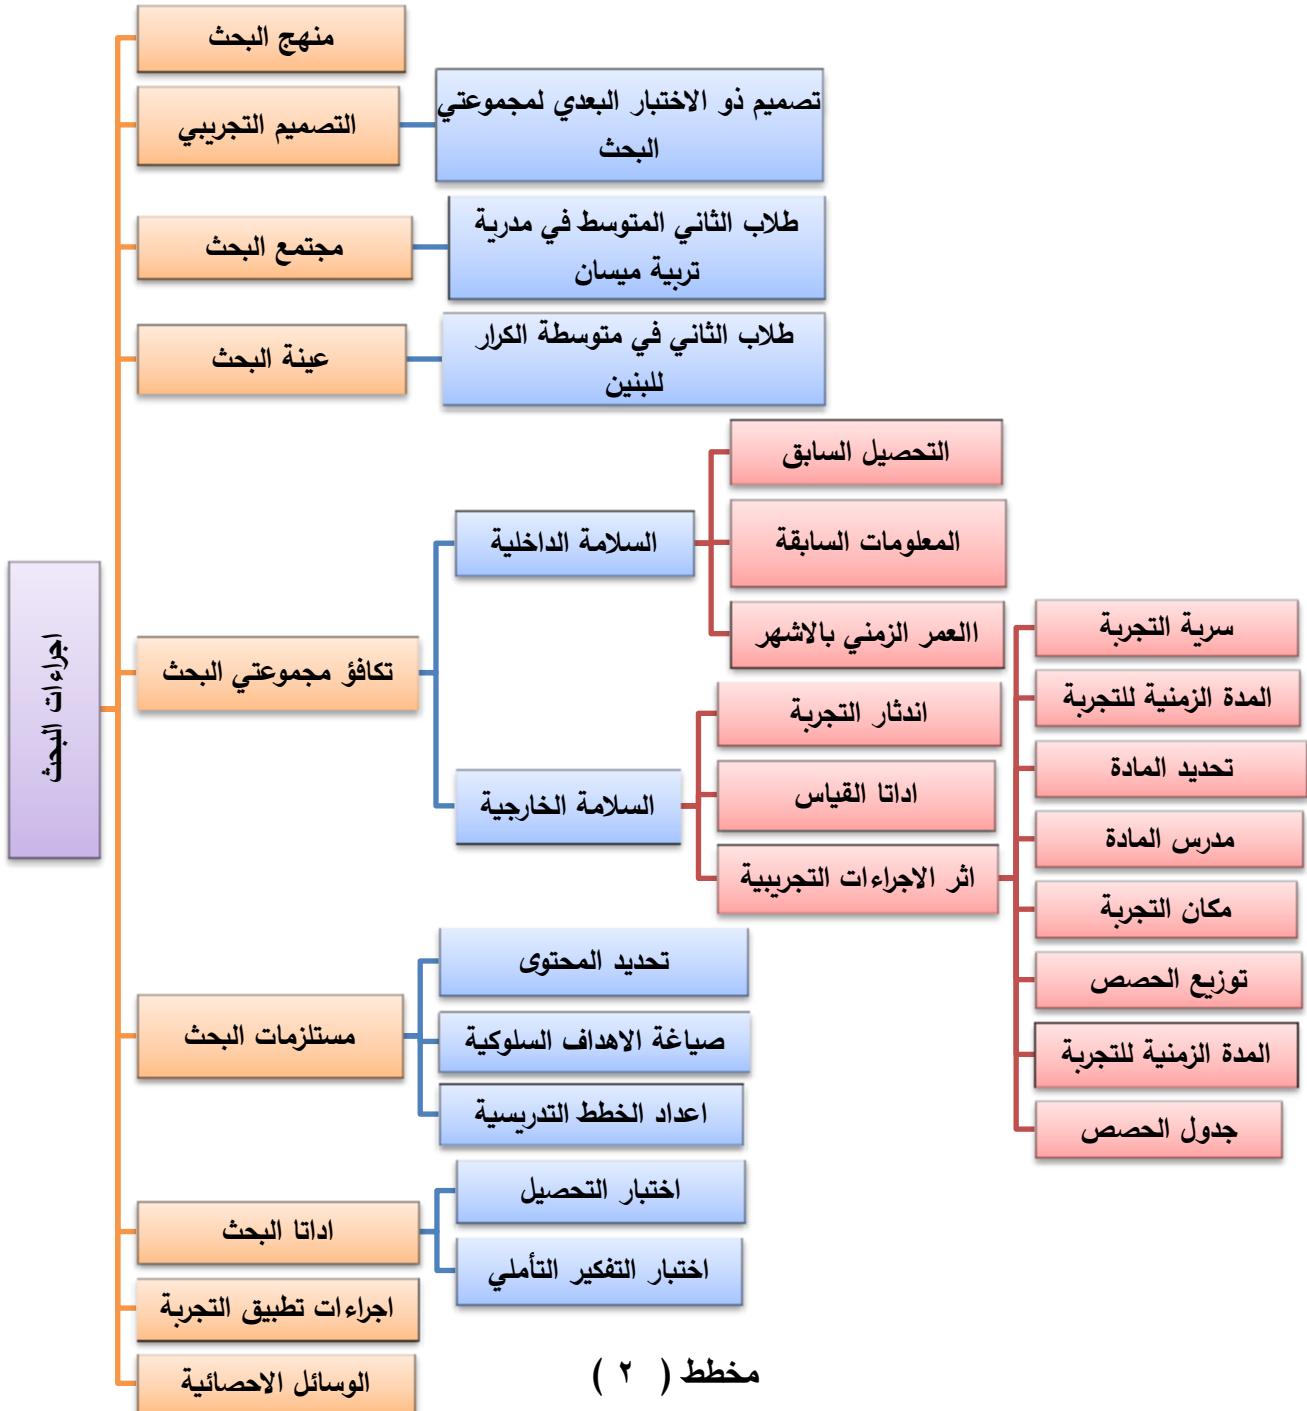 اجراءات البحث
منهج البحث
التصميم التجريبي
تصميم ذو الاختبار البعدي لمجموعتي
البحث
مجتمع البحث
طلاب الثاني المتوسط في مدرية
تربية ميسان
عينة البحث
طلاب الثاني في متوسطة الكرار
للبنين
تكافؤ مجموعتي البحث
السلامة الداخلية
التحصيل السابق
المعلومات السابقة
االعمر الزمني بالاشهر
السلامة الخارجية
اندثار التجربة
اداتا القياس
اثر الاجراءات التجريبية
سرية التجربة
المدة الزمنية للتجربة
تحديد المادة
مدرس المادة
مكان التجربة
توزيع الحصص
المدة الزمنية للتجربة
جدول الحصص
مستلزمات البحث
تحديد المحتوى
صياغة الاهداف السلوكية
اعداد الخطط التدريسية
اداتا البحث
اختبار التحصيل
اختبار التفكير التأملي
اجراءات تطبيق التجربة
الوسائل الاحصائية
مخطط ( ٢ )